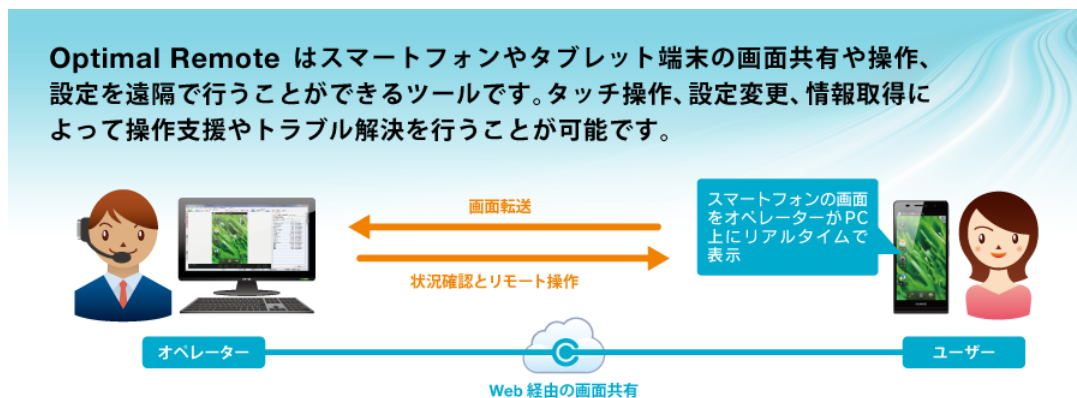 Optimal Remote はスマートフォンやタブレット端末の画面共有や操作、
設定を遠隔で行うことができるツールです。タッチ操作、設定変更、情報取得に
よって操作支援やトラブル解決を行うことが可能です。
画面転送
状況確認とリモート操作
スマートフォンの画面
をオペレーターがPC
上にリアルタイムで
表示
オペレーター
ユーザー
Web 経由の画面共有